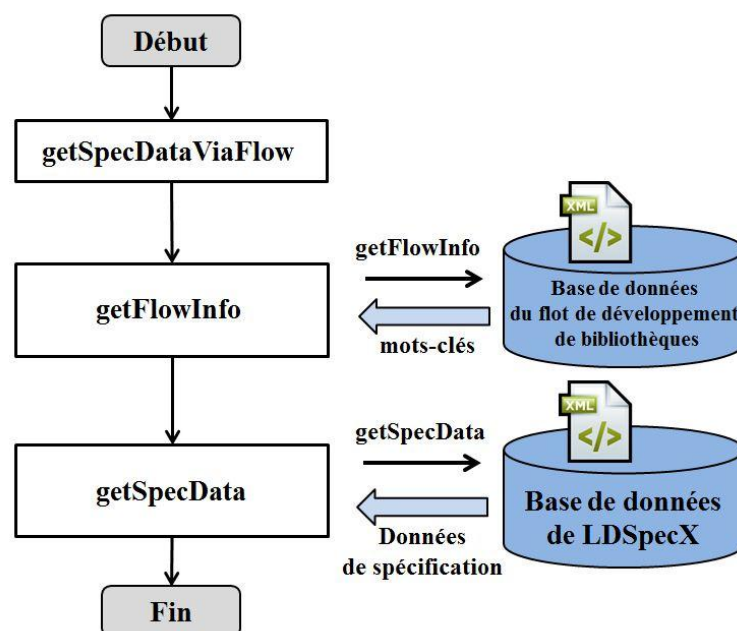 Début
getSpecDataViaFlow
getFlowInfo
getFlowInfo
mots-clés
XML
</>
Base de données
du flot de développement
de bibliothèques
getSpecData
getSpecData
Données
de spécification
XML
</>
Base de données
de LDSpecX
Fin